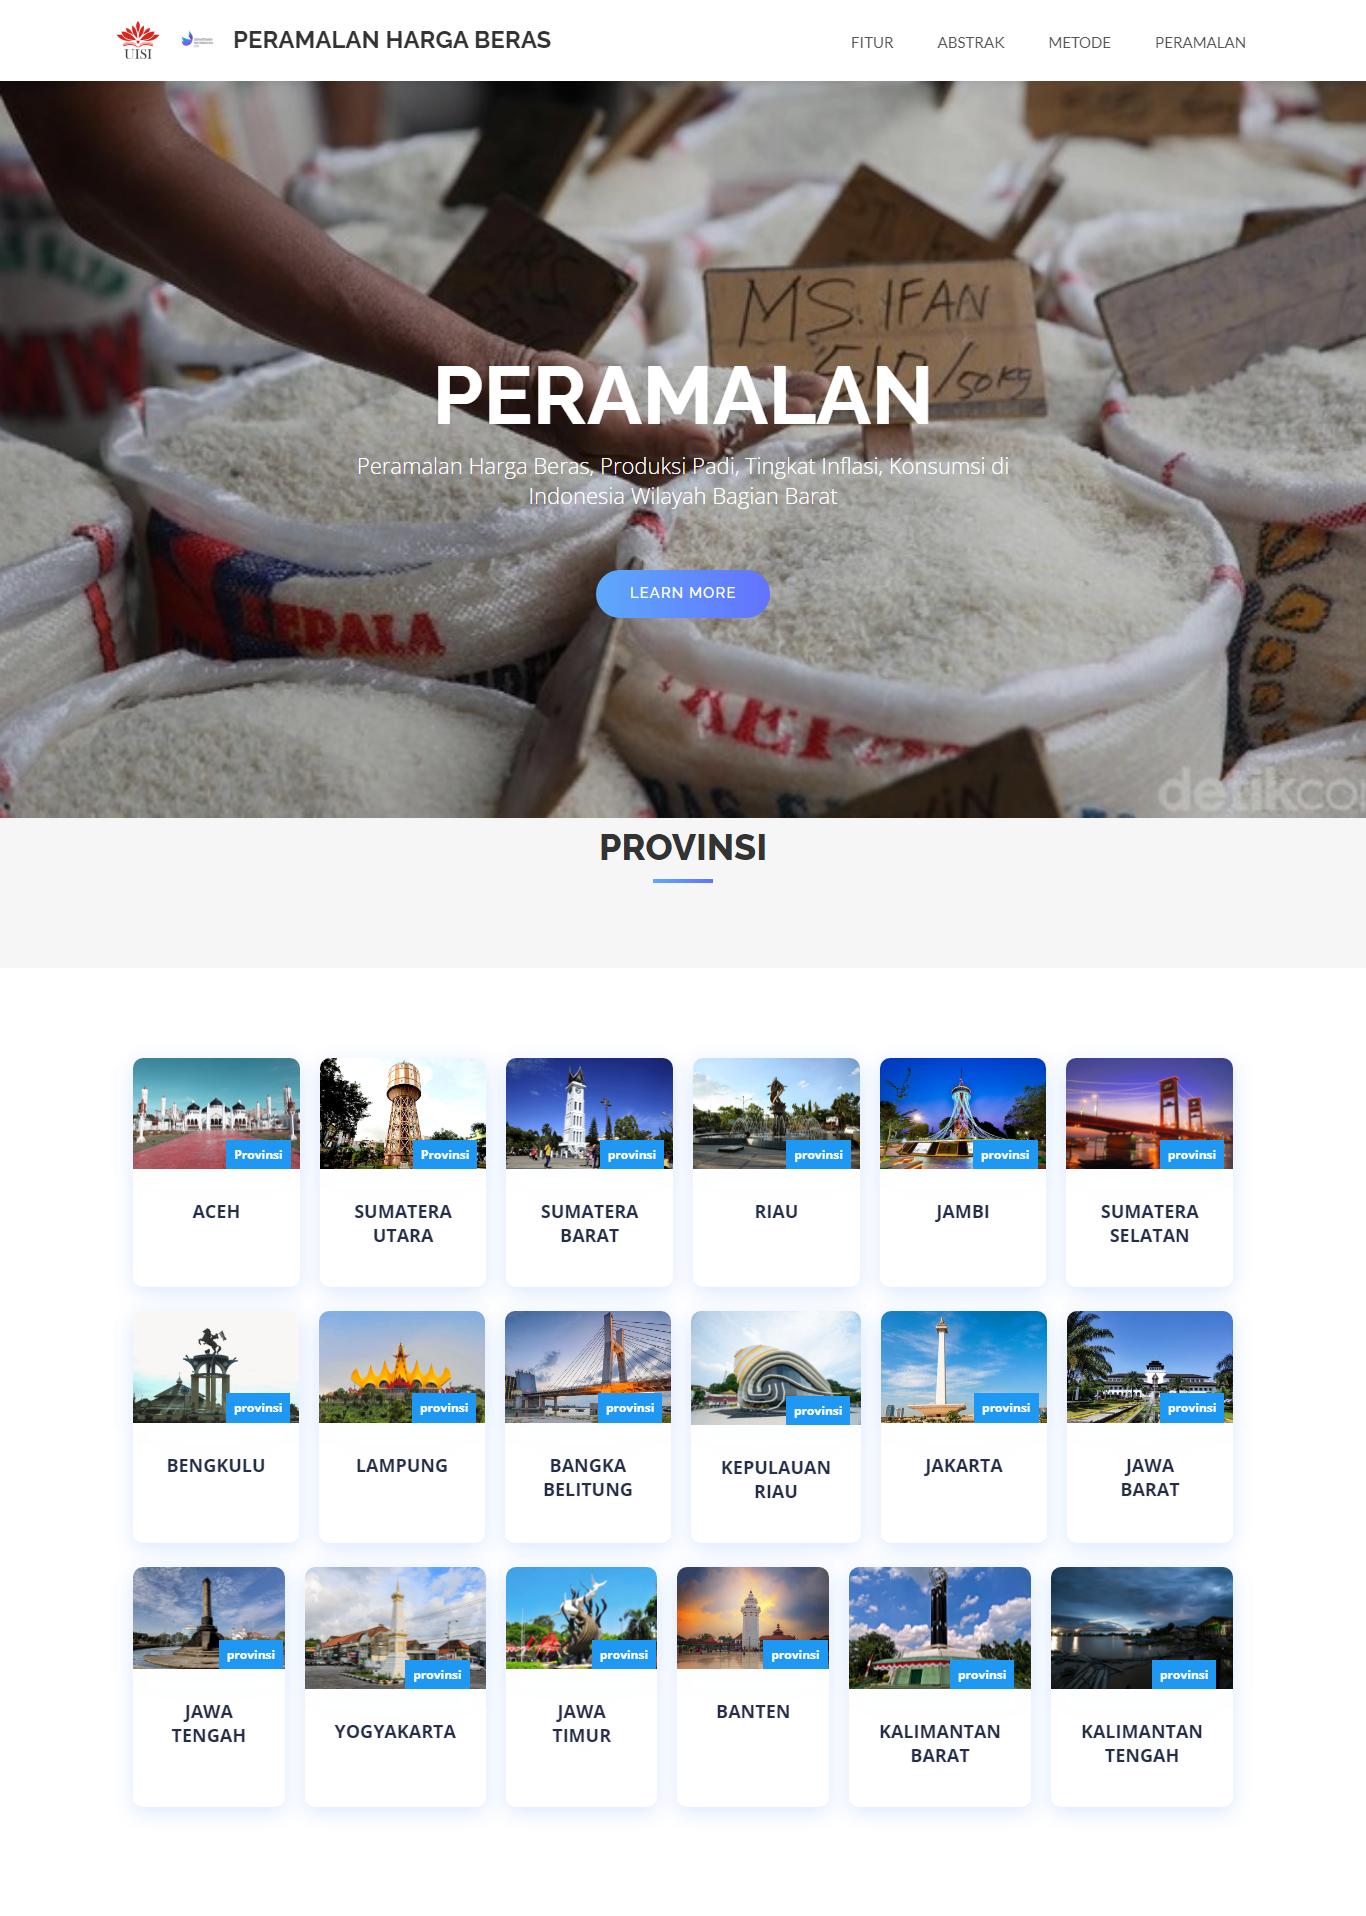 UISI
PERAMALAN HARGA BERAS
FITUR
ABSTRAK
METODE
PERAMALAN
MS. IFAN
510/50kg
PERAMALAN
Peramalan Harga Beras, Produksi Padi, Tingkat Inflasi, Konsumsi di
Indonesia Wilayah Bagian Barat
LEARN MORE
KEPALA
detikcom
PROVINSI
Provinsi
Provinsi
provinsi
provinsi
provinsi
provinsi
ACEH
SUMATERA
UTARA
SUMATERA
BARAT
RIAU
JAMBI
SUMATERA
SELATAN
provinsi
provinsi
provinsi
provinsi
provinsi
provinsi
BENGKULU
LAMPUNG
BANGKA
BELITUNG
KEPULAUAN
RIAU
JAKARTA
JAWA
BARAT
provinsi
provinsi
provinsi
provinsi
provinsi
provinsi
JAWA
TENGAH
YOGYAKARTA
JAWA
TIMUR
BANTEN
KALIMANTAN
BARAT
KALIMANTAN
TENGAH